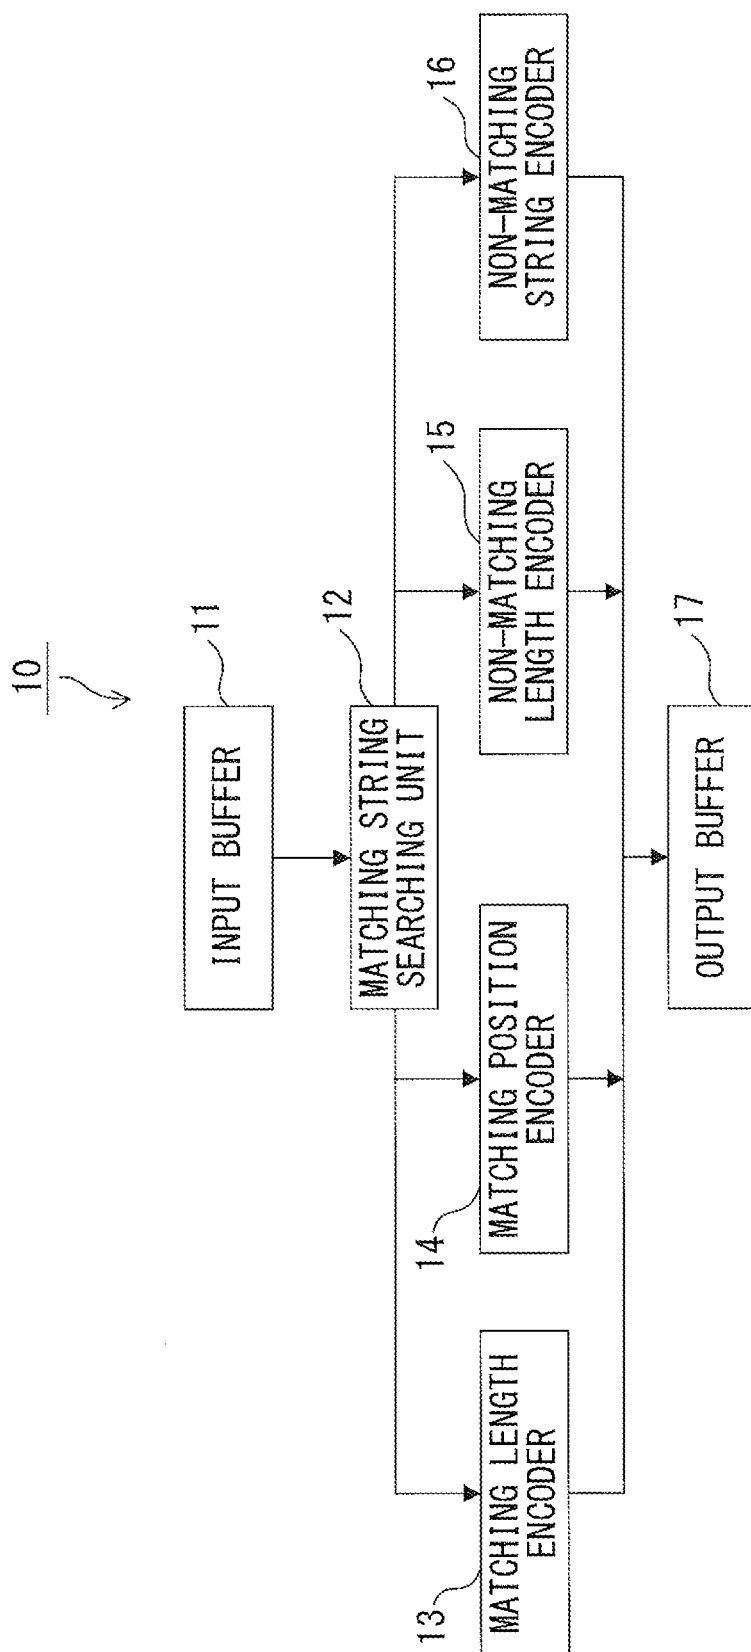 10
11
INPUT BUFFER
12
MATCHING STRING
SEARCHING UNIT
13
MATCHING LENGTH
ENCODER
14
MATCHING POSITION
ENCODER
15
NON-MATCHING
LENGTH ENCODER
16
NON-MATCHING
STRING ENCODER
17
OUTPUT BUFFER